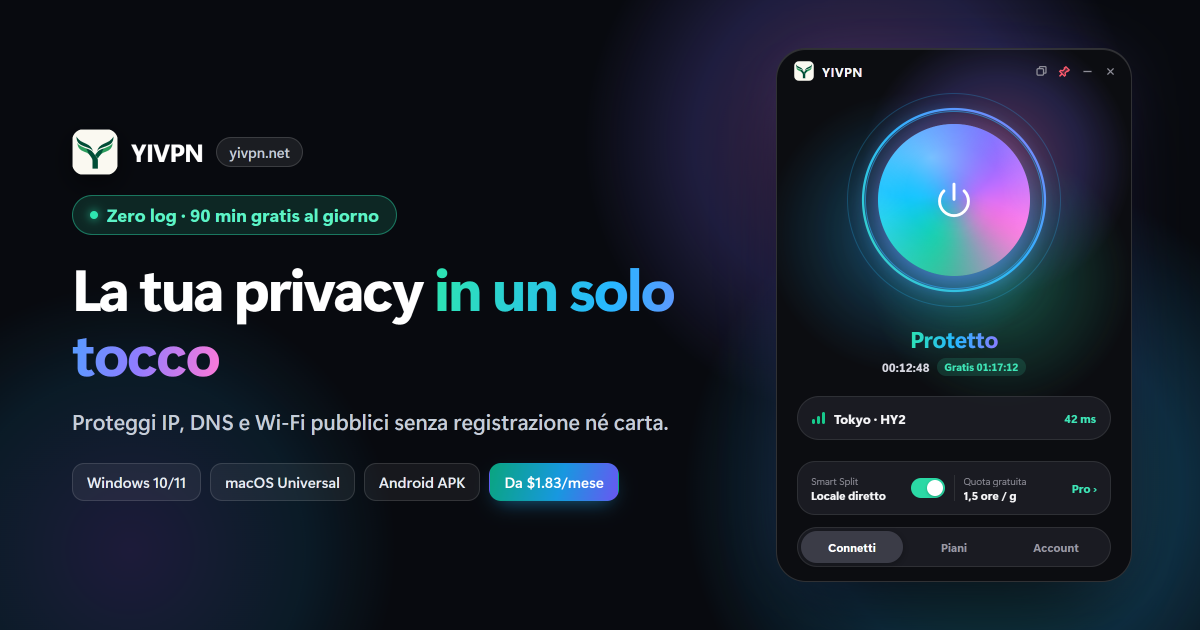 YIVPN
yivpn.net
Zero log · 90 min gratis al giorno
La tua privacy in un solo
tocco
Proteggi IP, DNS e Wi-Fi pubblici senza registrazione né carta.
Windows 10/11
macOS Universal
Android APK
Da $1.83/mese
YIVPN
Protetto
00:12:48
Gratis 01:17:12
Tokyo · HY2
42 ms
Smart Split
Locale diretto
Quota gratuita
1,5 ore / g
Pro ›
Connetti
Piani
Account